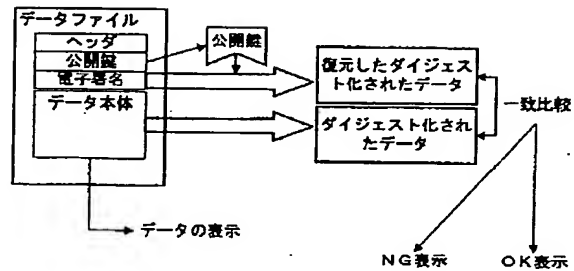 データファイル
ヘッダ
公開鍵
電子署名
データ本体
公開鍵
復元したダイジェス
ト化されたデータ
ダイジェスト化され
たデータ
一致比較
データの表示
NG表示
OK表示